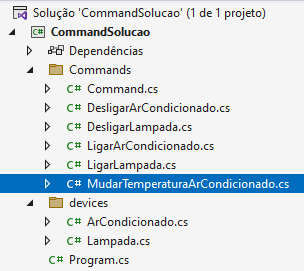 Solução 'CommandSolucao' (1 de 1 projeto)
C# CommandSolucao
Dependências
Commands
C# Command.cs
C# DesligarArCondicionado.cs
C# DesligarLampada.cs
C# LigarArCondicionado.cs
C# LigarLampada.cs
C# MudarTemperaturaArCondicionado.cs
devices
C# ArCondicionado.cs
C# Lampada.cs
C# Program.cs